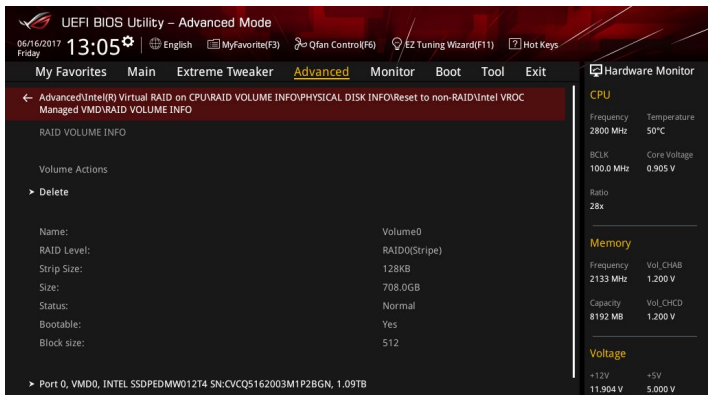 UEFI BIOS Utility – Advanced Mode
06/16/2017 Friday 13:05 English MyFavorite(F3) Qfan Control(F6) EZ Tuning Wizard(F11) ? Hot Keys
My Favorites Main Extreme Tweaker Advanced Monitor Boot Tool Exit
← Advanced\Intel(R) Virtual RAID on CPU\RAID VOLUME INFO\PHYSICAL DISK INFO\Reset to non-RAID\Intel VROC
Managed VMD\RAID VOLUME INFO
RAID VOLUME INFO
Volume Actions
> Delete
Name: Volume0
RAID Level: RAID0(Stripe)
Strip Size: 128KB
Size: 708.0GB
Status: Normal
Bootable: Yes
Block size: 512
> Port 0, VMD0, INTEL SSDPEDMW012T4 SN:CVCQ5162003M1P2BGN, 1.09TB
Hardware Monitor
CPU
Frequency Temperature
2800 MHz 50°C
BCLK Core Voltage
100.0 MHz 0.905 V
Ratio
28x
Memory
Frequency Vol_CHAB
2133 MHz 1.200 V
Capacity Vol_CHCD
8192 MB 1.200 V
Voltage
+12V +5V
11.904 V 5.000 V